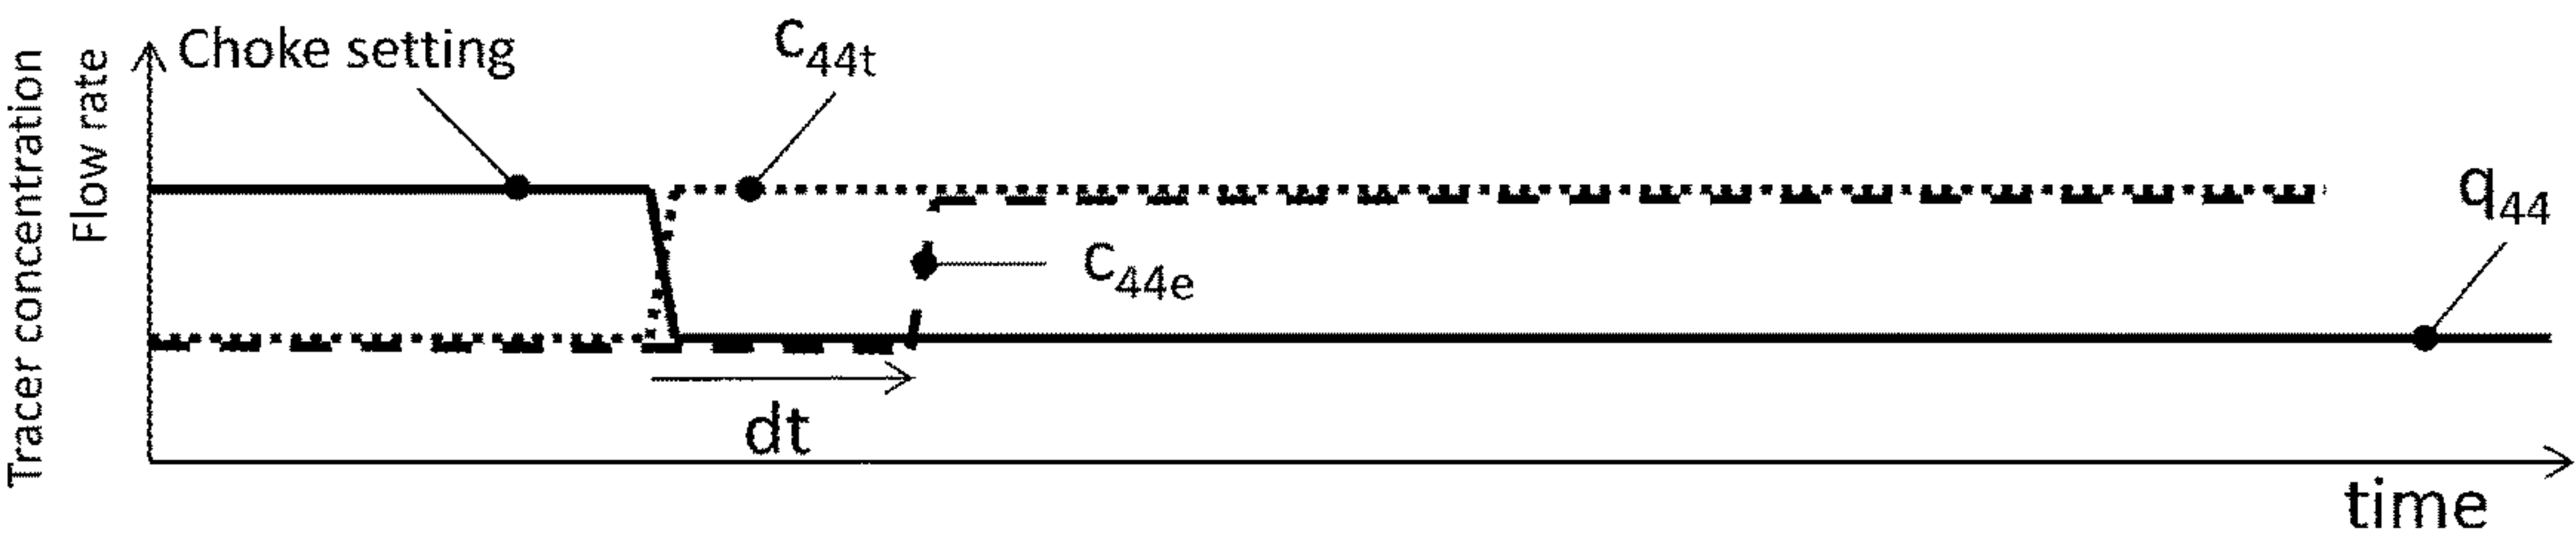 Tracer concentration
Flow rate
Choke setting
c44t
c44e
q44
dt
time